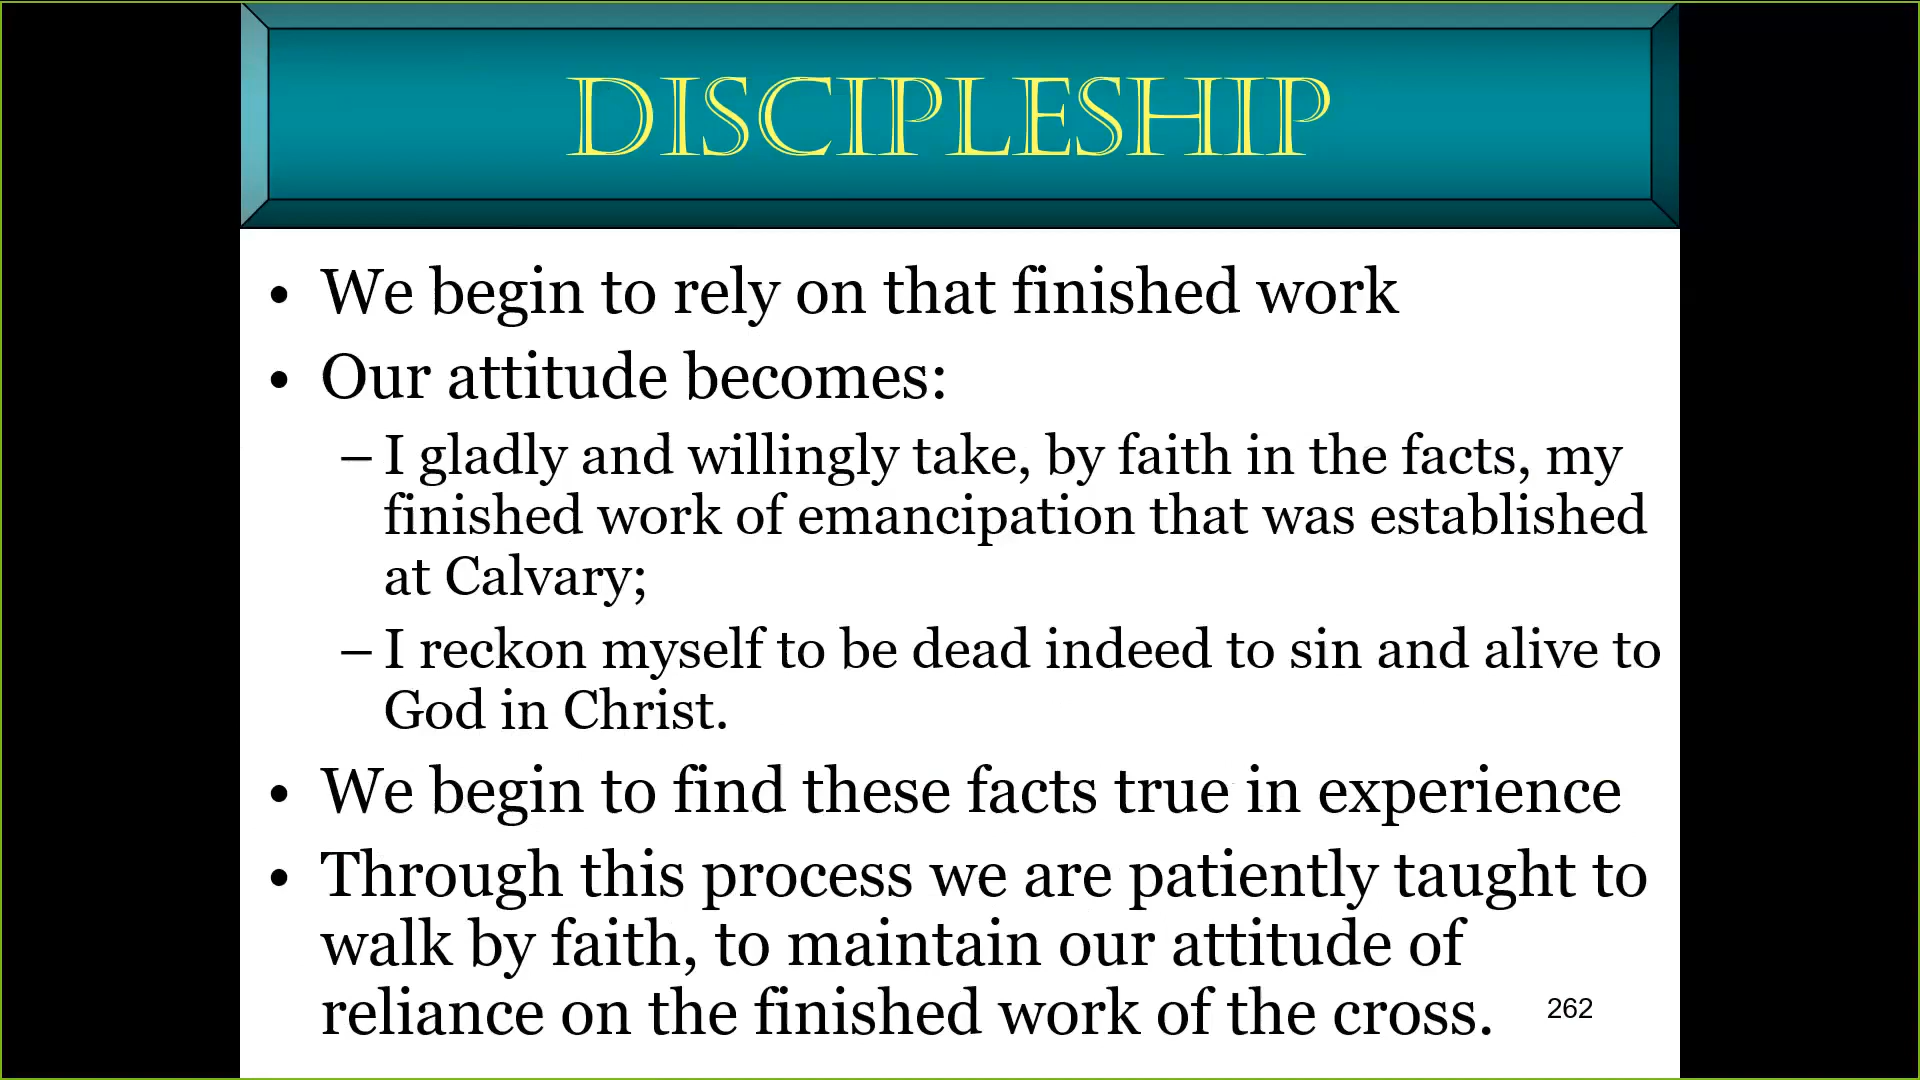 DISCIPLESHIP
• We begin to rely on that finished work
• Our attitude becomes:
– I gladly and willingly take, by faith in the facts, my
finished work of emancipation that was established
at Calvary;
– I reckon myself to be dead indeed to sin and alive to
God in Christ.
• We begin to find these facts true in experience
• Through this process we are patiently taught to
walk by faith, to maintain our attitude of
reliance on the finished work of the cross.
262